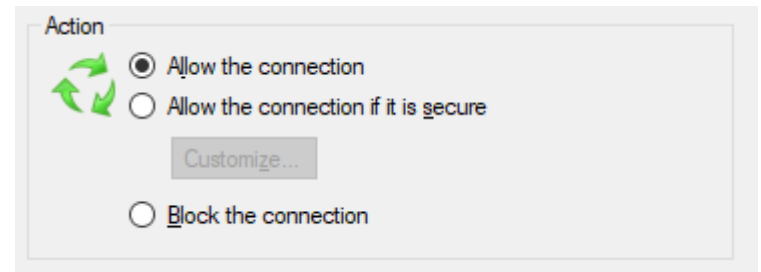 Action
Allow the connection
Allow the connection if it is secure
Customize...
Block the connection